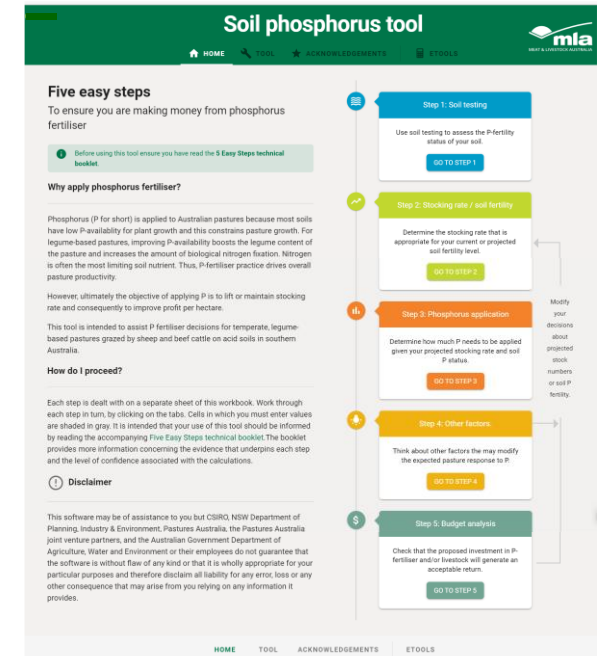 Soil phosphorus tool
mla
MEAT & LIVESTOCK AUSTRALIA
HOME TOOL ACKNOWLEDGEMENTS ETOOLS
Five easy steps
To ensure you are making money from phosphorus
fertiliser
Before using this tool ensure you have read the 5 Easy Steps technical
booklet.
Why apply phosphorus fertiliser?
Phosphorus (P for short) is applied to Australian pastures because most soils
have low P-availablity for plant growth and this constrains pasture growth. For
legume-based pastures, improving P-availability boosts the legume content of
the pasture and increases the amount of biological nitrogen fixation. Nitrogen
is often the most limiting soil nutrient. Thus, P-fertiliser practice drives overall
pasture productivity.
However, ultimately the objective of applying P is to lift or maintain stocking
rate and consequently to improve profit per hectare.
This tool is intended to assist P fertiliser decisions for temperate, legume-
based pastures grazed by sheep and beef cattle on acid soils in southern
Australia.
How do I proceed?
Each step is dealt with on a separate sheet of this workbook. Work through
each step in turn, by clicking on the tabs. Cells in which you must enter values
are shaded in gray. It is intended that your use of this tool should be informed
by reading the accompanying Five Easy Steps technical booklet.The booklet
provides more information concerning the evidence that underpins each step
and the level of confidence associated with the calculations.
Disclaimer
This software may be of assistance to you but CSIRO, NSW Department of
Planning, Industry & Environment, Pastures Australia, the Pastures Australia
joint venture partners, and the Australian Government Department of
Agriculture, Water and Environment or their employees do not guarantee that
the software is without flaw of any kind or that it is wholly appropriate for your
particular purposes and therefore disclaim all liability for any error, loss or any
other consequence that may arise from you relying on any information it
provides.
Step 1: Soil testing
Use soil testing to assess the P-fertility
status of your soil.
GO TO STEP 1
Step 2: Stocking rate / soil fertility
Determine the stocking rate that is
appropriate for your current or projected
soil fertility level.
GO TO STEP 2
Step 3: Phosphorus application
Determine how much P needs to be applied
given your projected stocking rate and soil
P status.
GO TO STEP 3
Step 4: Other factors
Think about other factors the may modify
the expected pasture response to P.
GO TO STEP 4
Step 5: Budget analysis
Check that the proposed investment in P-
fertiliser and/or livestock will generate an
acceptable return.
GO TO STEP 5
Modify
your
decisions
about
projected
stock
numbers
or soil P
fertility.
HOME TOOL ACKNOWLEDGEMENTS ETOOLS